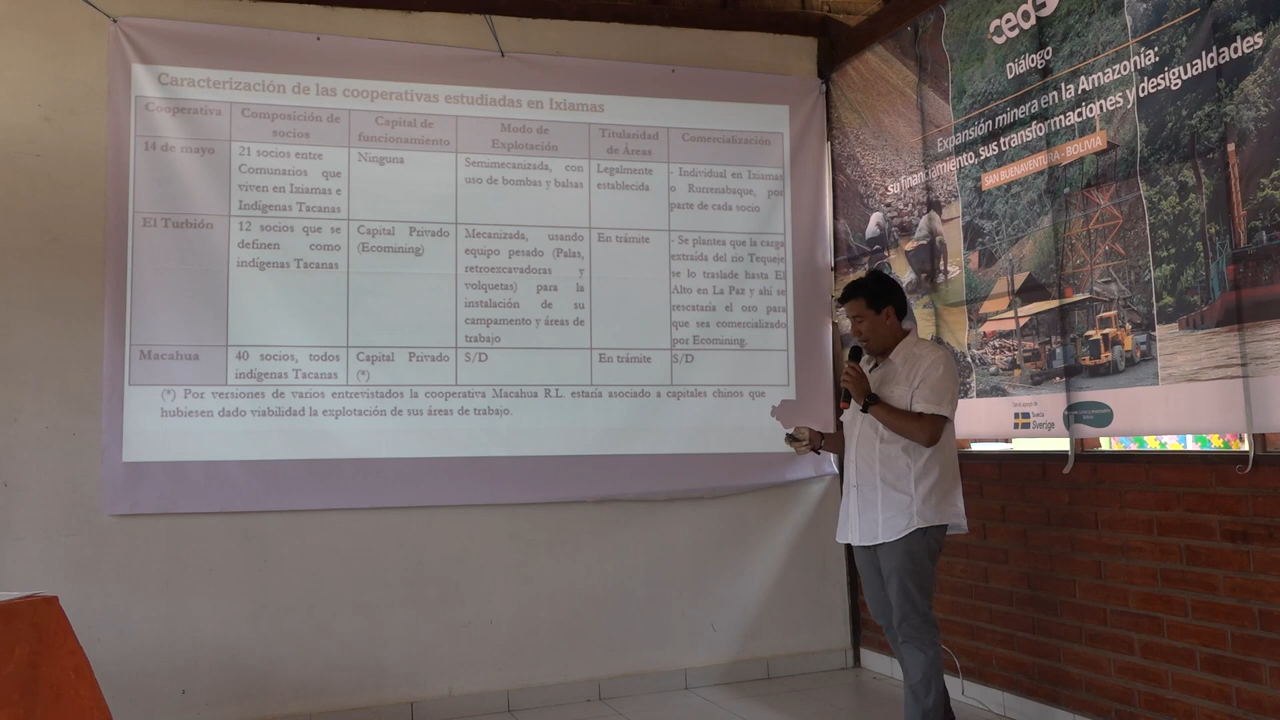 Caracterización de las cooperativas estudiadas en Ixiamas
Cooperativa
Composición de
socios
Capital de
funcionamiento
Modo de
Explotación
Titularidad
de Áreas
Comercialización
14 de mayo
21 socios entre
Comunarios que
viven en Ixiamas e
Indígenas Tacanas
Ninguna
Semimecanizada, con
uso de bombas y balsas
Legalmente
establecida
- Individual en Ixiamas
o Rurrenabaque, por
parte de cada socio
El Turbión
12 socios que se
definen como
indígenas Tacanas
Capital Privado
(Ecomining)
Mecanizada, usando
equipo pesado (Palas,
retroexcavadoras y
volquetas) para la
instalación de su
campamento y áreas de
trabajo
En trámite
- Se plantea que la carga
extraída del rio Tequeje
se lo traslade hasta El
Alto en La Paz y ahí se
rescataría el oro para
que sea comercializado
por Ecomining.
Macahua
40 socios, todos
indígenas Tacanas
Capital Privado
(*)
S/D
En trámite
S/D
(*) Por versiones de varios entrevistados la cooperativa Macahua R.L. estaría asociado a capitales chinos que
hubiesen dado viabilidad la explotación de sus áreas de trabajo.
Diálogo
Expansión minera en la Amazonía:
su financiamiento, sus transformaciones y desigualdades
SAN BUENAVENTURA - BOLIVIA
Suecia
Sverige